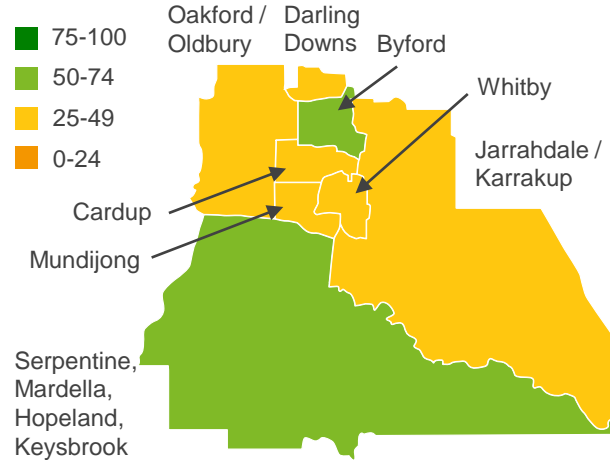 75-100
50-74
25-49
0-24
Oakford /
Oldbury
Darling
Downs
Byford
Whitby
Jarrahdale /
Karrakup
Cardup
Mundijong
Serpentine,
Mardella,
Hopeland,
Keysbrook